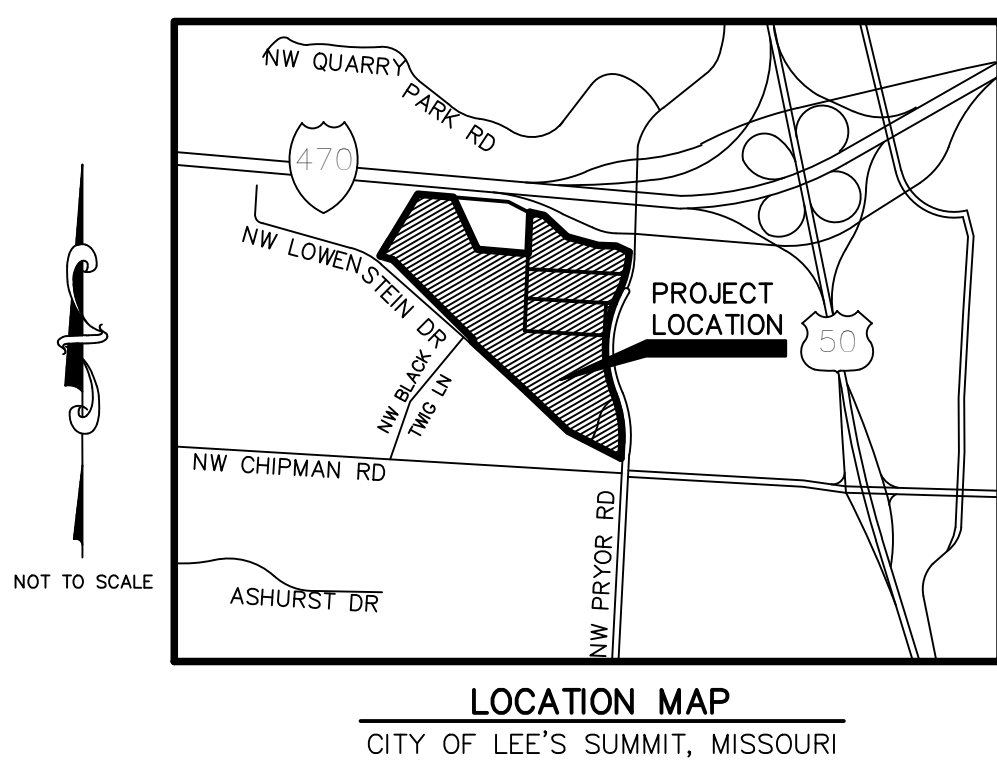 NW QUARRY
PARK RD
470
NW LOWENSTEIN DR
PROJECT
LOCATION
50
NW BLACK
TWIG LN
NW CHIPMAN RD
NW PRYOR RD
NOT TO SCALE
ASHURST DR
LOCATION MAP
CITY OF LEE'S SUMMIT, MISSOURI